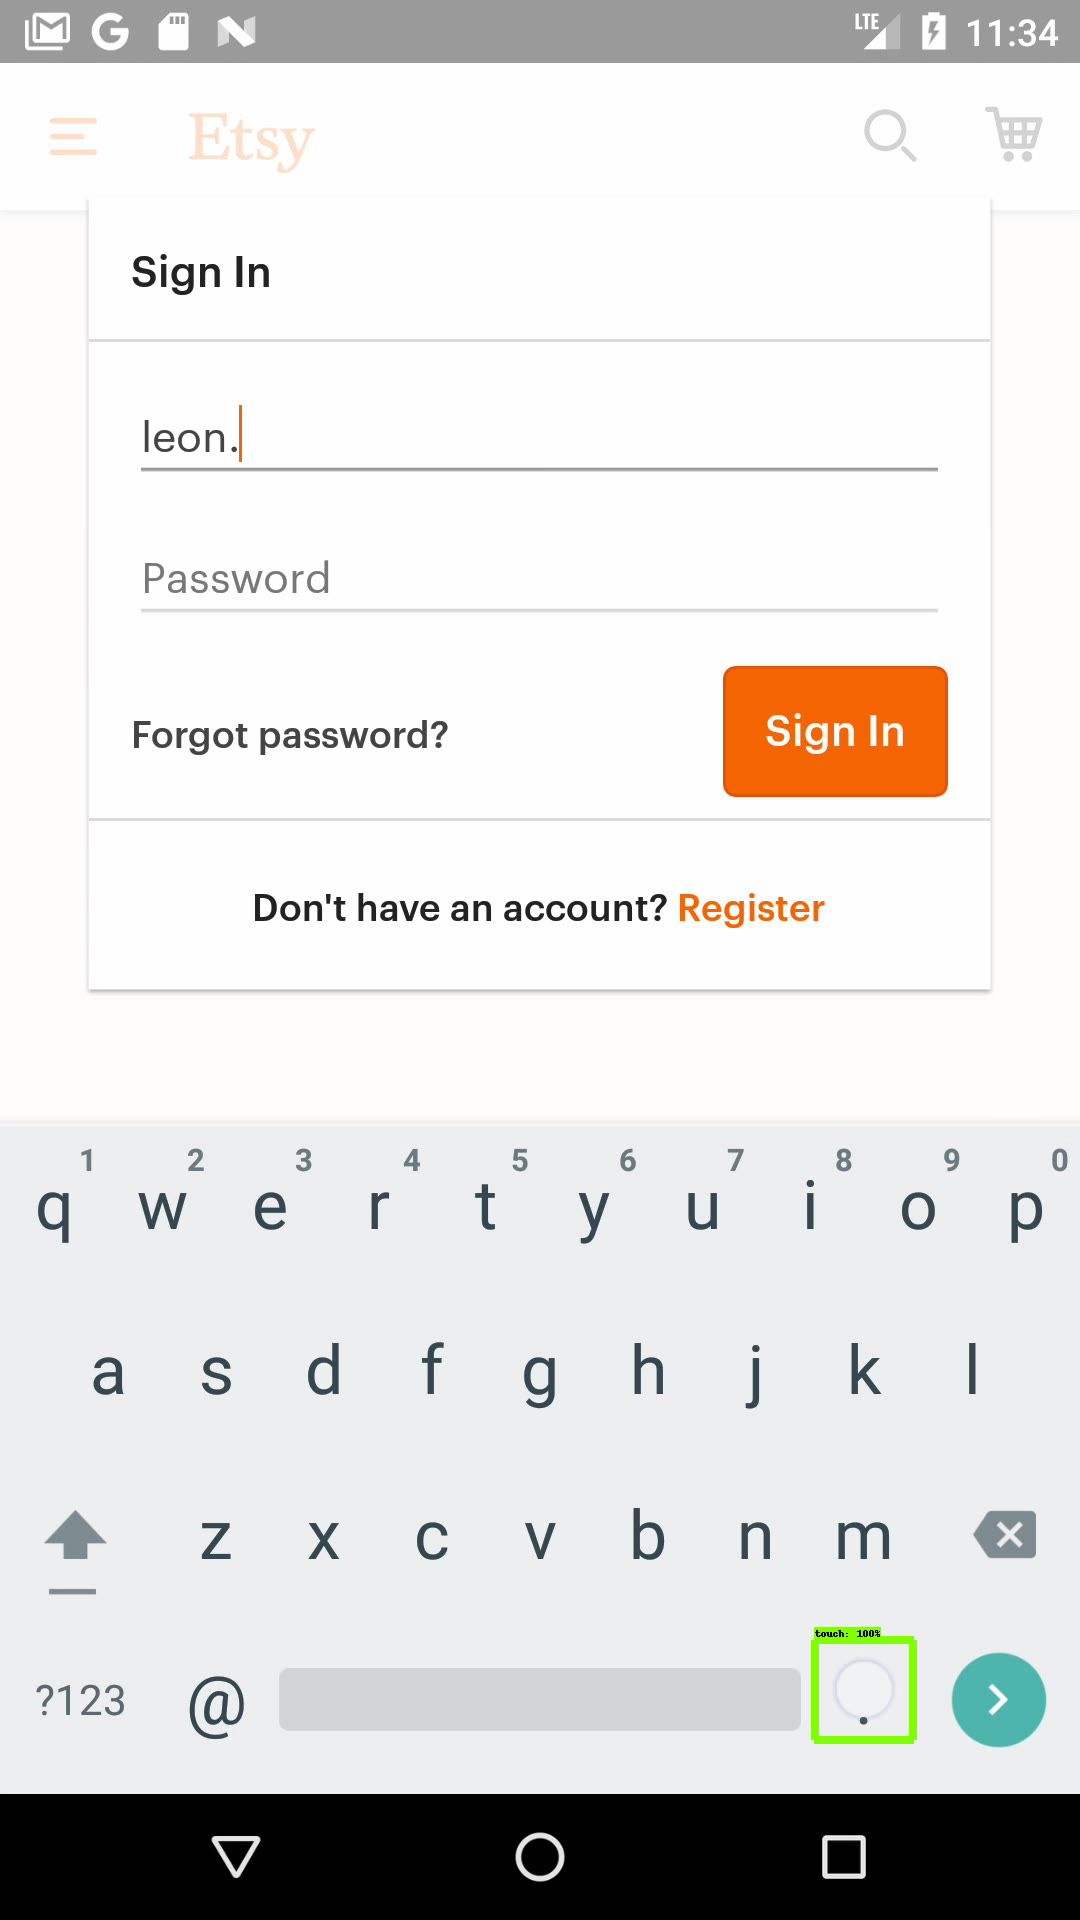 LTE 11:34
Etsy
Sign In
leon.
Password
Forgot password?
Sign In
Don't have an account? Register
1 2 3 4 5 6 7 8 9 0
q w e r t y u i o p
a s d f g h j k l
z x c v b n m
touch: 100%
?123 @ .